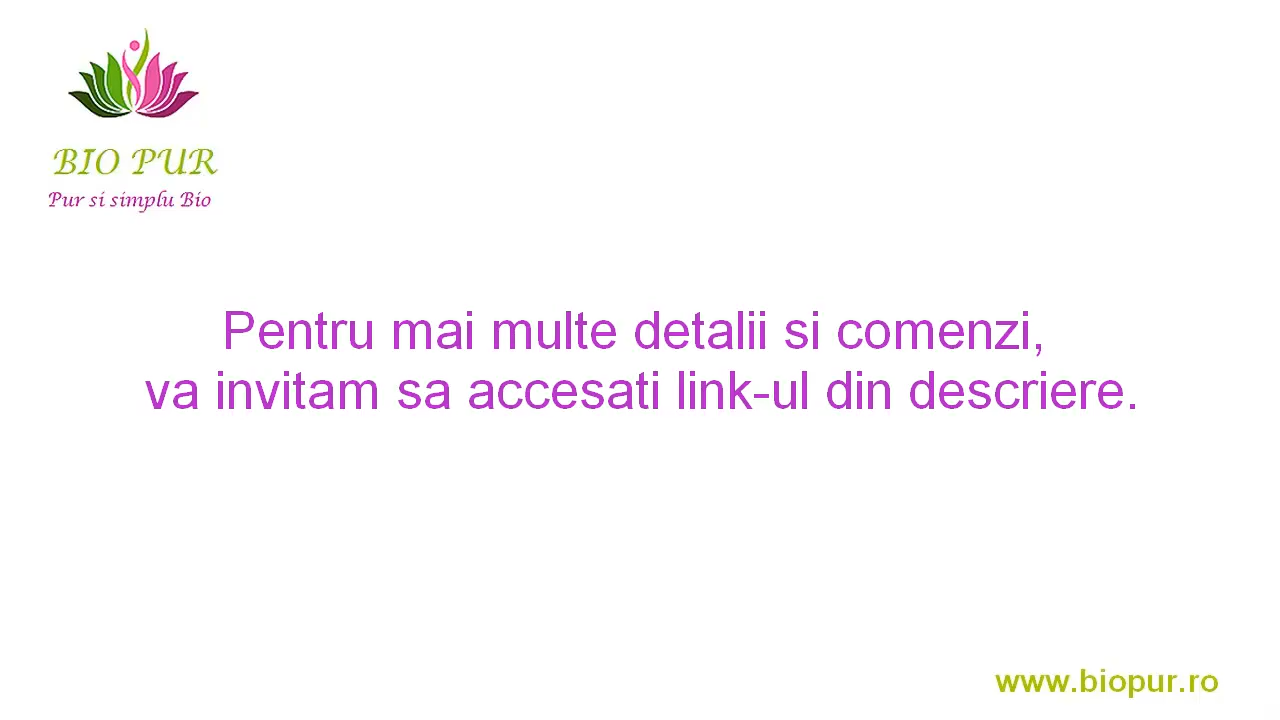 BIO PUR
Pur si simplu Bio
Pentru mai multe detalii si comenzi,
va invitam sa accesati link-ul din descriere.
www.biopur.ro